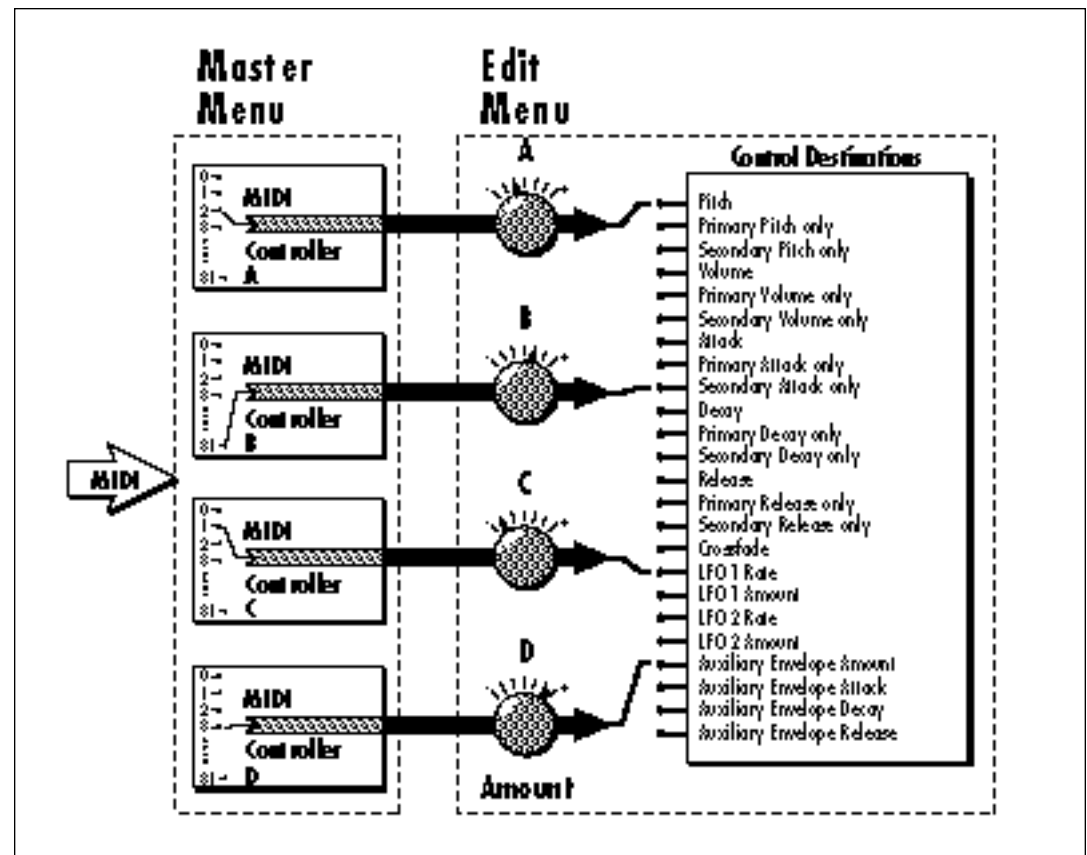 Master
Menu
Edit
Menu
A
Control Destinations
0
1
2
3
31
MIDI
Controller
A
Pitch
Primary Pitch only
Secondary Pitch only
Volume
Primary Volume only
Secondary Volume only
Attack
Primary Attack only
Secondary Attack only
Decay
Primary Decay only
Secondary Decay only
Release
Primary Release only
Secondary Release only
Crossfade
LFO 1 Rate
LFO 1 Amount
LFO 2 Rate
LFO 2 Amount
Auxiliary Envelope Amount
Auxiliary Envelope Attack
Auxiliary Envelope Decay
Auxiliary Envelope Release
B
0
1
2
3
31
MIDI
Controller
B
MIDI
C
0
1
2
3
31
MIDI
Controller
C
D
0
1
2
3
31
MIDI
Controller
D
Amount